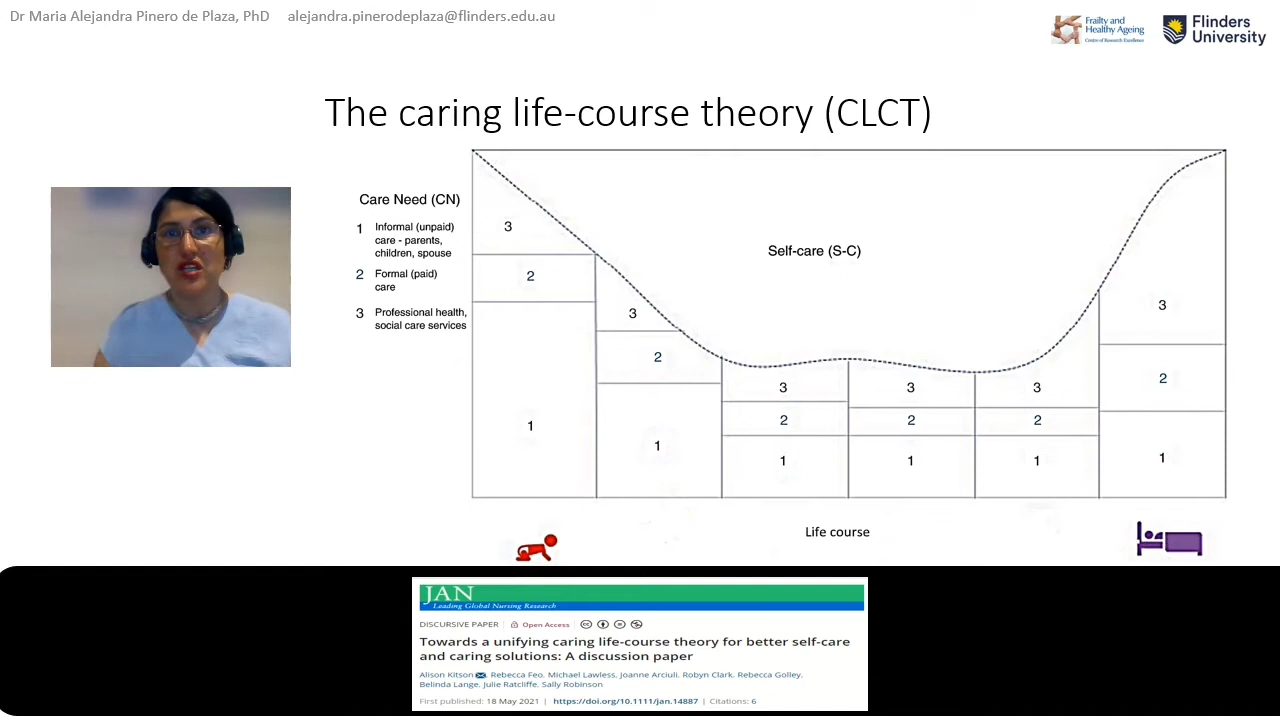 Dr Maria Alejandra Pinero de Plaza, PhD alejandra.pinerodeplaza@flinders.edu.au
Frailty and
Healthy Ageing
Centre of Research Excellence
Flinders
University
The caring life-course theory (CLCT)
Care Need (CN)
1 Informal (unpaid)
care - parents,
children, spouse
2 Formal (paid)
care
3 Professional health,
social care services
Self-care (S-C)
3
2
1
3
2
1
3
2
1
3
2
1
3
2
1
3
2
1
Life course
JAN
Leading Global Nursing Research
DISCURSIVE PAPER Open Access
Towards a unifying caring life-course theory for better self-care
and caring solutions: A discussion paper
Alison Kitson, Rebecca Feo, Michael Lawless, Joanne Arciuli, Robyn Clark, Rebecca Golley,
Belinda Lange, Julie Ratcliffe, Sally Robinson
First published: 18 May 2021 | https://doi.org/10.1111/jan.14887 | Citations: 6